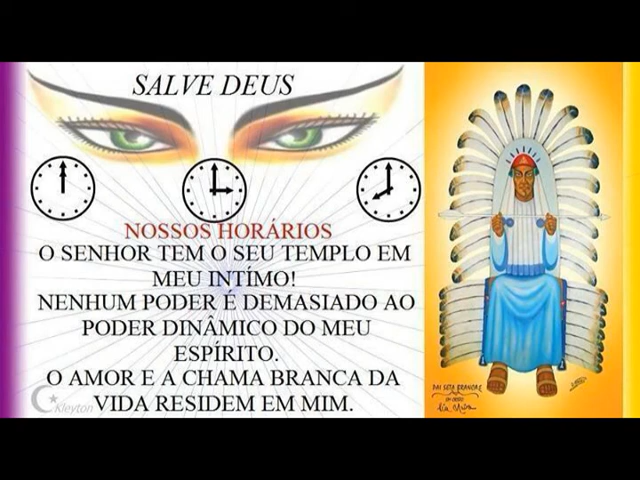 SALVE DEUS
NOSSOS HORÁRIOS
O SENHOR TEM O SEU TEMPLO EM
MEU INTÍMO!
NENHUM PODER É DEMASIADO AO
PODER DINÂMICO DO MEU
ESPÍRITO.
O AMOR E A CHAMA BRANCA DA
VIDA RESIDEM EM MIM.
Kleyton
PAI SETA BRANCA